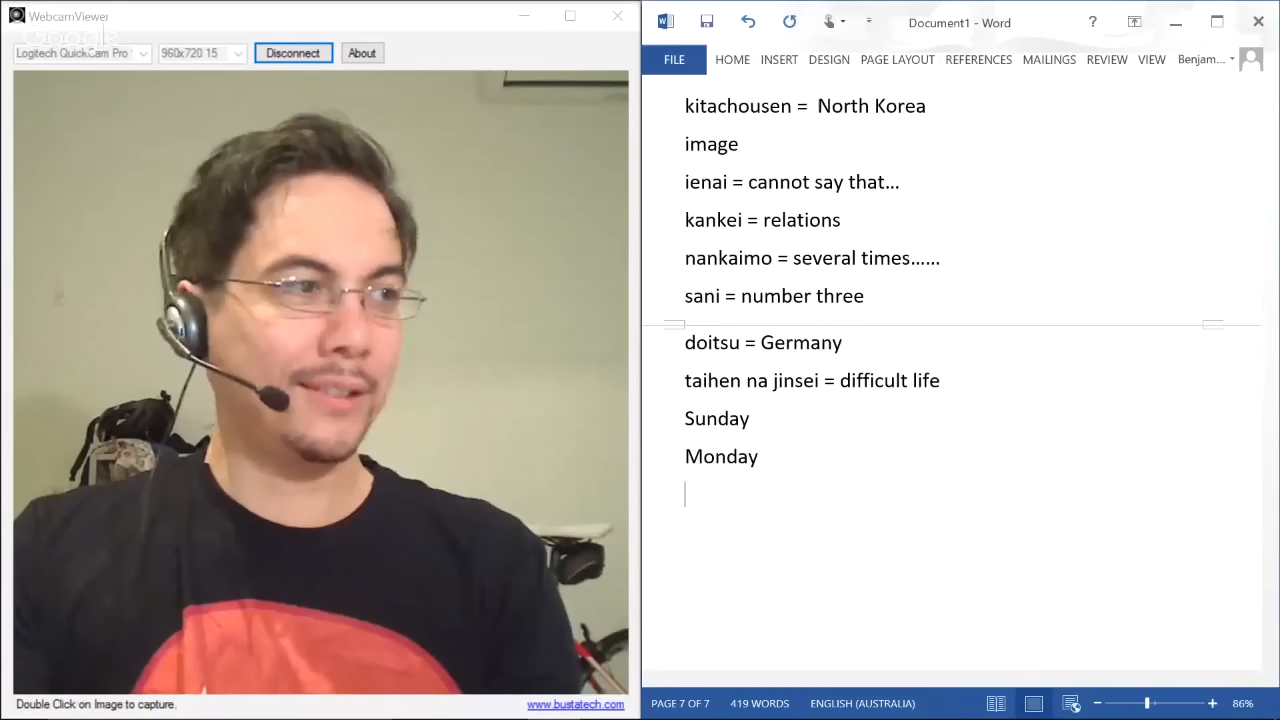 WebcamViewer
Google
Logitech QuickCam Pro
960x720 15
Disconnect
About
Double Click on Image to capture.
www.bustatech.com
Document1 - Word
?
FILE
HOME
INSERT
DESIGN
PAGE LAYOUT
REFERENCES
MAILINGS
REVIEW
VIEW
Benjam...
kitachousen =  North Korea
image
ienai = cannot say that...
kankei = relations
nankaimo = several times......
sani = number three
doitsu = Germany
taihen na jinsei = difficult life
Sunday
Monday
PAGE 7 OF 7
419 WORDS
ENGLISH (AUSTRALIA)
86%